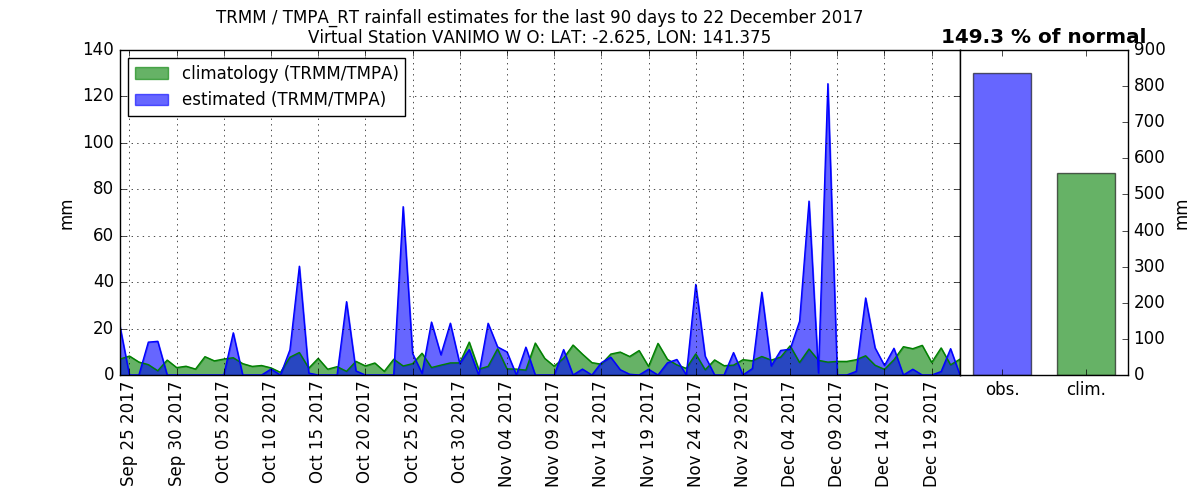 TRMM / TMPA_RT rainfall estimates for the last 90 days to 22 December 2017
Virtual Station VANIMO W O: LAT: -2.625, LON: 141.375
149.3 % of normal
climatology (TRMM/TMPA)
estimated (TRMM/TMPA)
mm
140
120
100
80
60
40
20
0
Sep 25 2017
Sep 30 2017
Oct 05 2017
Oct 10 2017
Oct 15 2017
Oct 20 2017
Oct 25 2017
Oct 30 2017
Nov 04 2017
Nov 09 2017
Nov 14 2017
Nov 19 2017
Nov 24 2017
Nov 29 2017
Dec 04 2017
Dec 09 2017
Dec 14 2017
Dec 19 2017
obs.
clim.
900
800
700
600
500
400
300
200
100
0
mm